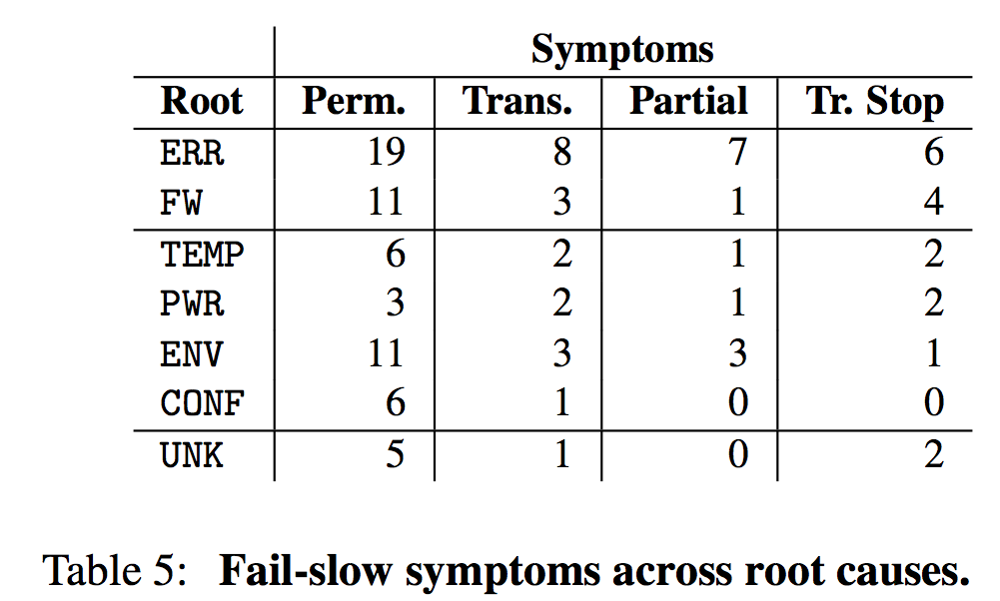 Symptoms
Root Perm. Trans. Partial Tr. Stop
ERR 19 8 7 6
FW 11 3 1 4
TEMP 6 2 1 2
PWR 3 2 1 2
ENV 11 3 3 1
CONF 6 1 0 0
UNK 5 1 0 2
Table 5: Fail-slow symptoms across root causes.